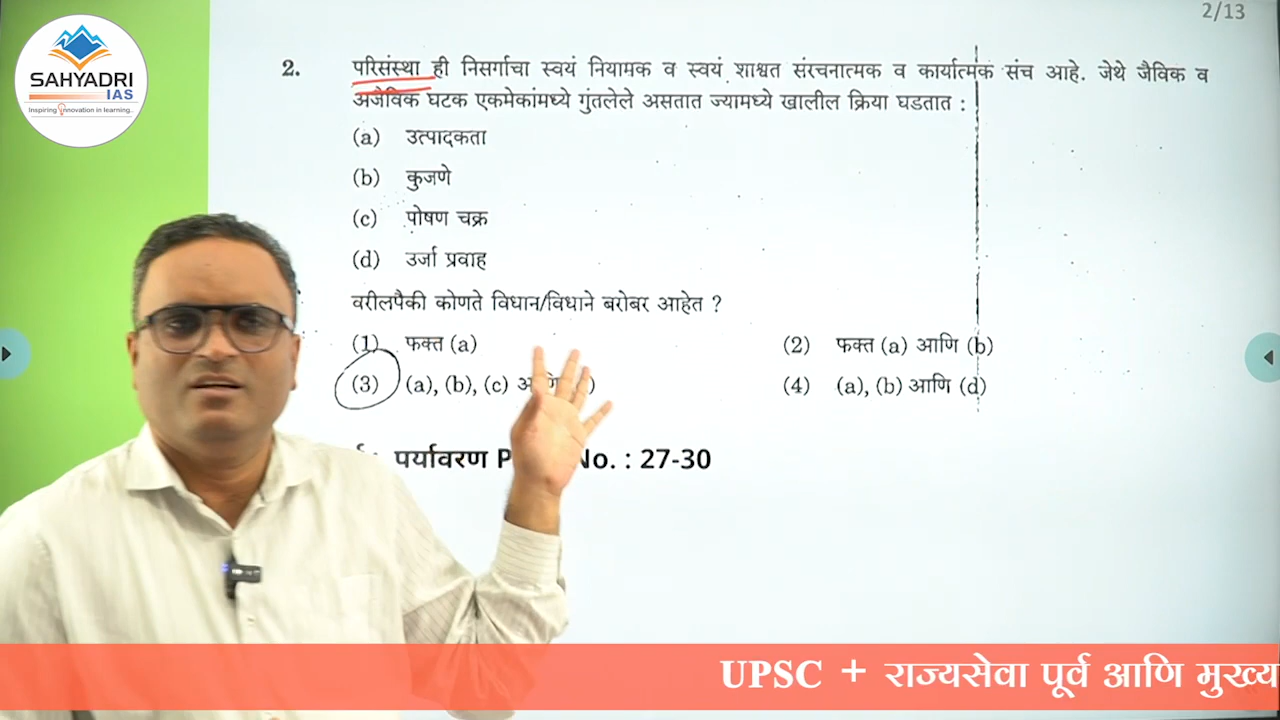 2/13
SAHYADRI
IAS
Inspiring Innovation in learning..
2. परिसंस्था ही निसर्गाचा स्वयं नियामक व स्वयं शाश्वत संरचनात्मक व कार्यात्मक संच आहे. जेथे जैविक व
अजैविक घटक एकमेकांमध्ये गुंतलेले असतात ज्यामध्ये खालील क्रिया घडतात :
(a) उत्पादकता
(b) कुजणे
(c) पोषण चक्र
(d) उर्जा प्रवाह
वरीलपैकी कोणते विधान/विधाने बरोबर आहेत ?
(1) फक्त (a) (2) फक्त (a) आणि (b)
(3) (a), (b), (c) (4) (a), (b) आणि (d)
पर्यावरण No. : 27-30
UPSC + राज्यसेवा पूर्व आणि मुख्य